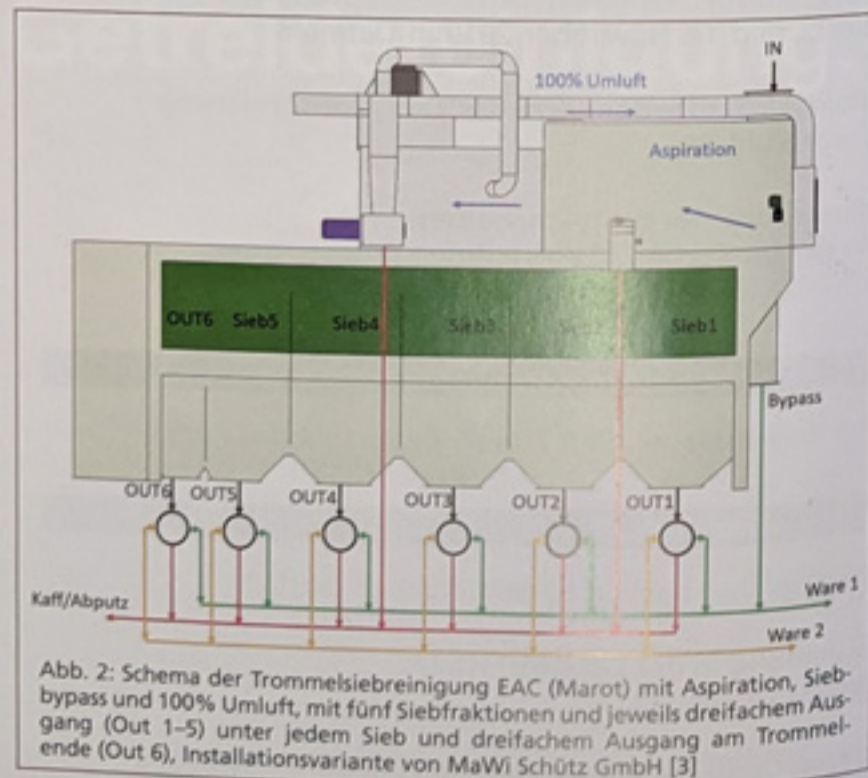 IN
100% Umluft
Aspiration
OUT6 Sieb5 Sieb4 Sieb3 Sieb1
Bypass
OUT6 OUT5 OUT4 OUT3 OUT2 OUT1
Ware 1
Kaff/Abputz
Ware 2
Abb. 2: Schema der Trommelsiebreinigung EAC (Marot) mit Aspiration, Sieb-
bypass und 100% Umluft, mit fünf Siebfraktionen und jeweils dreifachem Aus-
gang (Out 1–5) unter jedem Sieb und dreifachem Ausgang am Trommel-
ende (Out 6), Installationsvariante von MaWi Schütz GmbH [3]